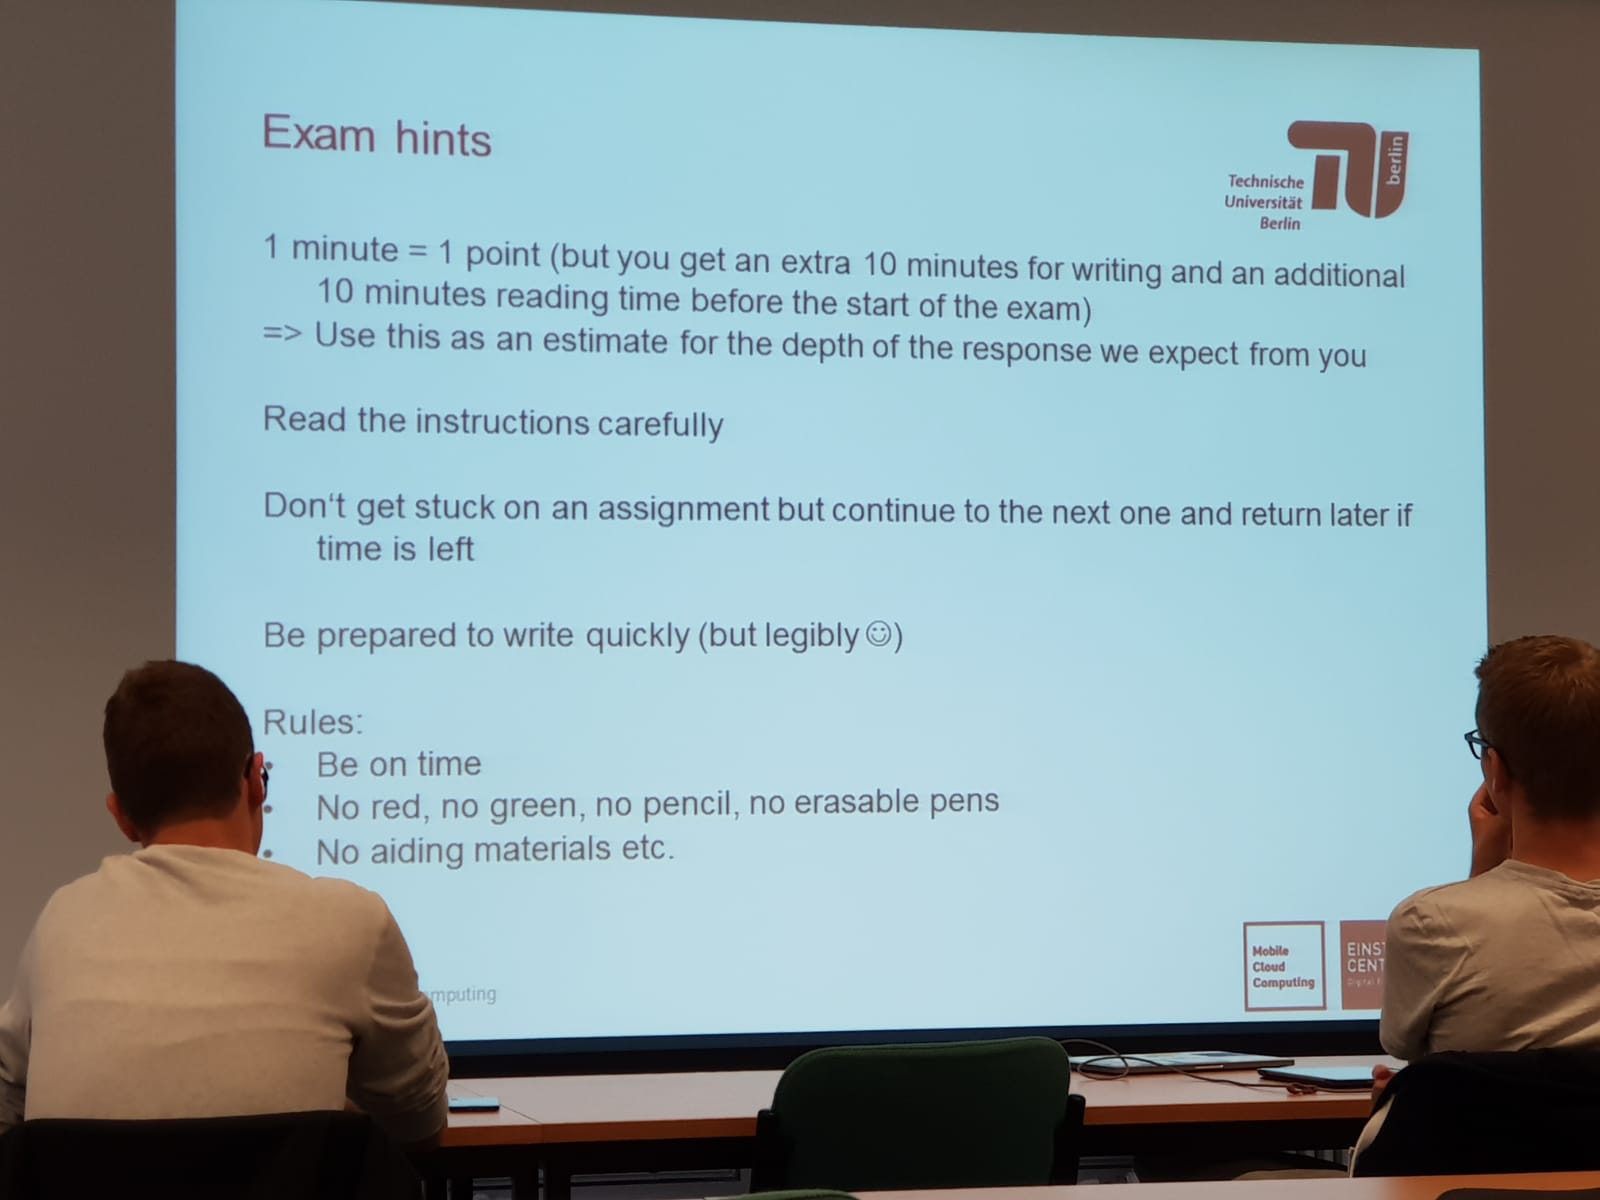 Exam hints
Technische
Universität
Berlin
berlin
1 minute = 1 point (but you get an extra 10 minutes for writing and an additional
10 minutes reading time before the start of the exam)
=> Use this as an estimate for the depth of the response we expect from you
Read the instructions carefully
Don't get stuck on an assignment but continue to the next one and return later if
time is left
Be prepared to write quickly (but legibly ☺)
Rules:
• Be on time
• No red, no green, no pencil, no erasable pens
• No aiding materials etc.
mputing
Mobile
Cloud
Computing
EINS
CENT
Digital